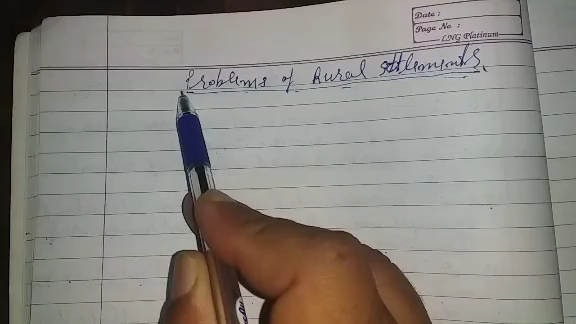 Date :
Page No :
LNG Platinum
Problems of Rural settlements